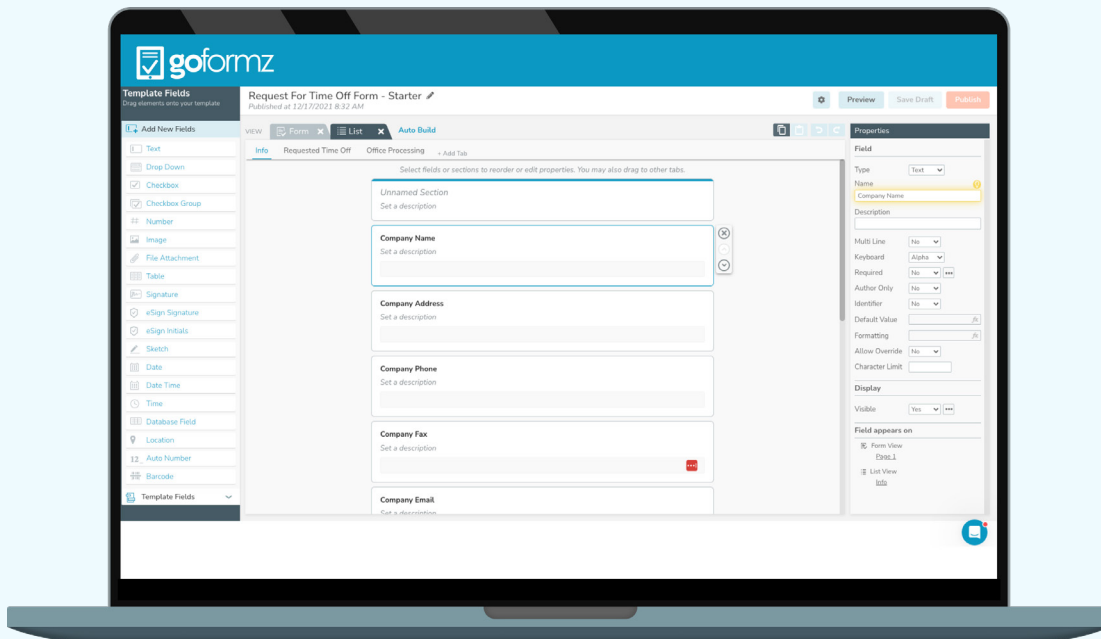 goformz
Template Fields
Drag elements onto your template
Request For Time Off Form - Starter
Published at 12/17/2021 8:32 AM
Preview
Save Draft
Publish
Add New Fields
VIEW
Form
List
Auto Build
Properties
Text
Drop Down
Checkbox
Checkbox Group
Number
Image
File Attachment
Table
Signature
eSign Signature
eSign Initials
Sketch
Date
Date Time
Time
Database Field
Location
12_ Auto Number
Barcode
Template Fields
Info
Requested Time Off
Office Processing
+ Add Tab
Select fields or sections to reorder or edit properties. You may also drag to other tabs.
Unnamed Section
Set a description
Company Name
Set a description
Company Address
Set a description
Company Phone
Set a description
Company Fax
Set a description
Company Email
Set a description
Field
Type Text
Name
Company Name
Description
Multi Line No
Keyboard Alpha
Required No
Author Only No
Identifier No
Default Value fx
Formatting fx
Allow Override No
Character Limit
Display
Visible Yes
Field appears on
Form View
Page 1
List View
Info